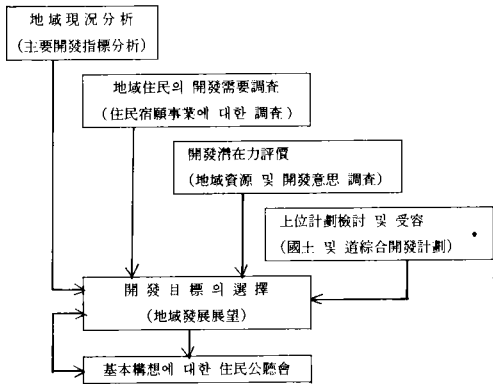 地域現況分析
(主要開發指標分析)
地域住民의 開發需要調査
(住民宿願事業에 대한 調査)
開發潛在力評價
(地域資源 및 開發意思 調査)
上位計劃檢討 및 受容
(國土 및 道綜合開發計劃)
開發目標의 選擇
(地域發展展望)
基本構想에 대한 住民公聽會